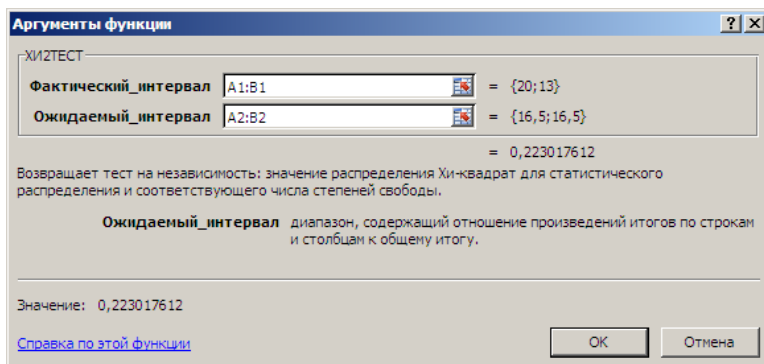 Аргументы функции
ХИ2ТЕСТ
Фактический_интервал A1:B1 = {20;13}
Ожидаемый_интервал A2:B2 = {16,5;16,5}
= 0,223017612
Возвращает тест на независимость: значение распределения Хи-квадрат для статистического
распределения и соответствующего числа степеней свободы.
Ожидаемый_интервал диапазон, содержащий отношение произведений итогов по строкам
и столбцам к общему итогу.
Значение: 0,223017612
Справка по этой функции ОК Отмена